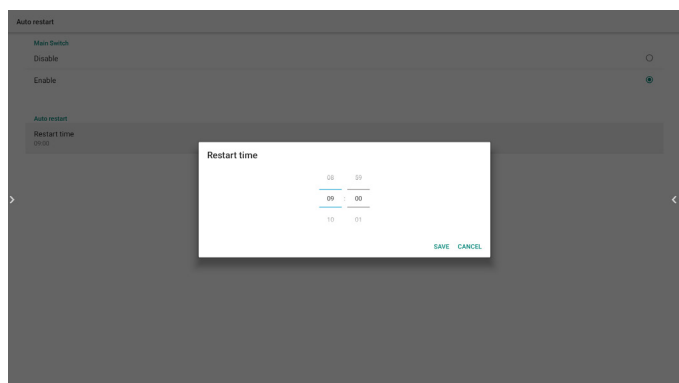 Auto restart
Main Switch
Disable
Enable
Auto restart
Restart time
09:00
Restart time
08 59
09 : 00
10 01
SAVE CANCEL